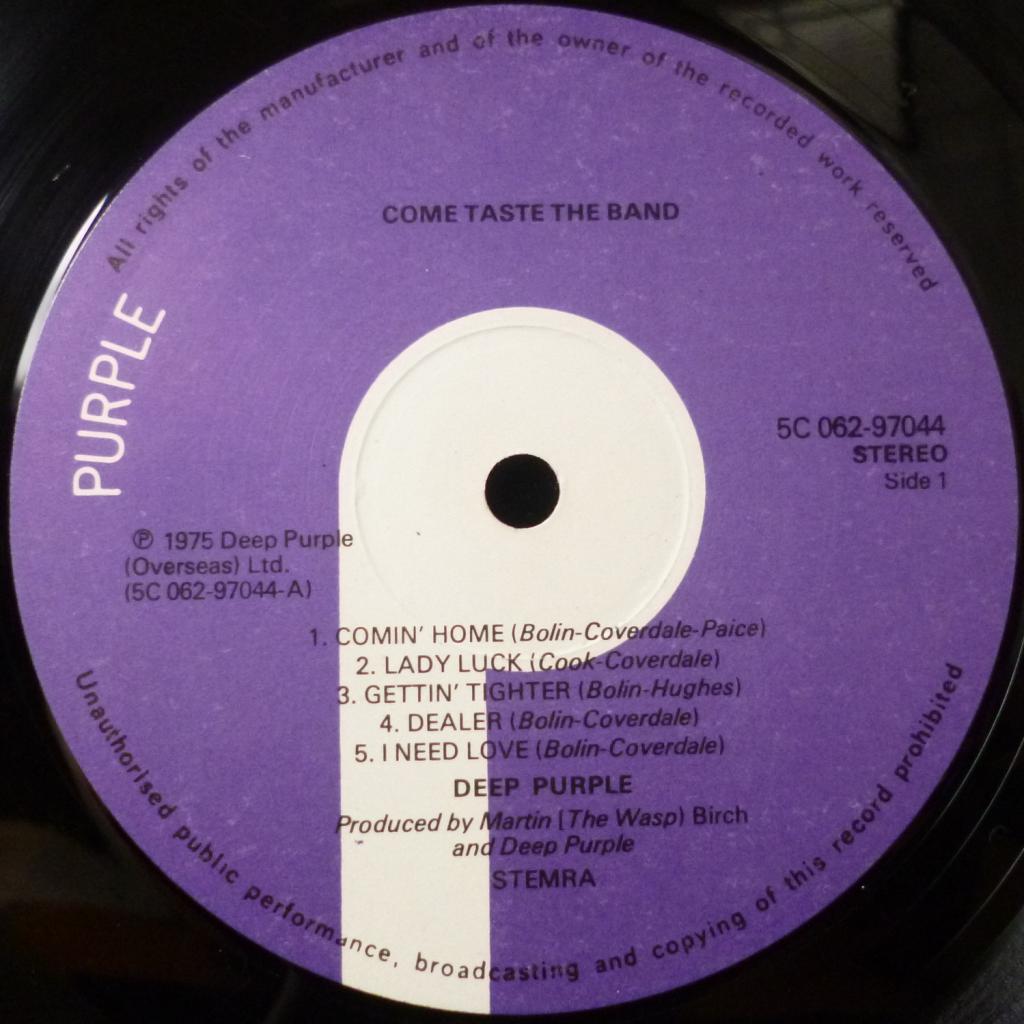 All rights of the manufacturer and of the owner of the recorded work reserved
COME TASTE THE BAND
PURPLE
5C 062-97044
STEREO
Side 1
℗ 1975 Deep Purple
(Overseas) Ltd.
(5C 062-97044-A)
1. COMIN' HOME (Bolin-Coverdale-Paice)
2. LADY LUCK (Cook-Coverdale)
3. GETTIN' TIGHTER (Bolin-Hughes)
4. DEALER (Bolin-Coverdale)
5. I NEED LOVE (Bolin-Coverdale)
DEEP PURPLE
Produced by Martin (The Wasp) Birch
and Deep Purple
STEMRA
Unauthorised public performance, broadcasting and copying of this record prohibited